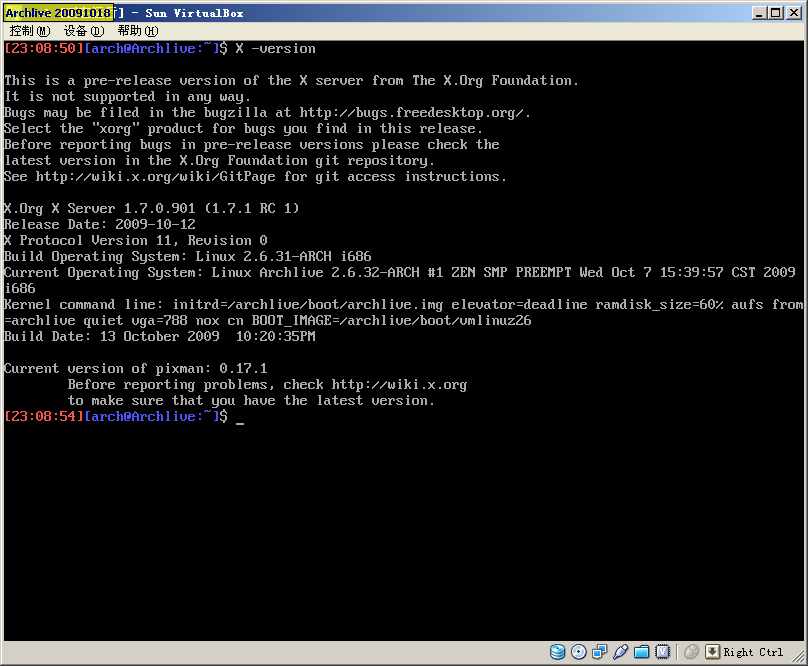 Archlive 20091018 行] - Sun VirtualBox
控制(M) 设备(D) 帮助(H)
[23:08:50][arch@Archlive:~]$ X -version
This is a pre-release version of the X server from The X.Org Foundation.
It is not supported in any way.
Bugs may be filed in the bugzilla at http://bugs.freedesktop.org/.
Select the "xorg" product for bugs you find in this release.
Before reporting bugs in pre-release versions please check the
latest version in the X.Org Foundation git repository.
See http://wiki.x.org/wiki/GitPage for git access instructions.
X.Org X Server 1.7.0.901 (1.7.1 RC 1)
Release Date: 2009-10-12
X Protocol Version 11, Revision 0
Build Operating System: Linux 2.6.31-ARCH i686
Current Operating System: Linux Archlive 2.6.32-ARCH #1 ZEN SMP PREEMPT Wed Oct 7 15:39:57 CST 2009
i686
Kernel command line: initrd=/archlive/boot/archlive.img elevator=deadline ramdisk_size=60% aufs from
=archlive quiet vga=788 nox cn BOOT_IMAGE=/archlive/boot/vmlinuz26
Build Date: 13 October 2009  10:20:35PM
Current version of pixman: 0.17.1
Before reporting problems, check http://wiki.x.org
to make sure that you have the latest version.
[23:08:54][arch@Archlive:~]$ _
Right Ctrl